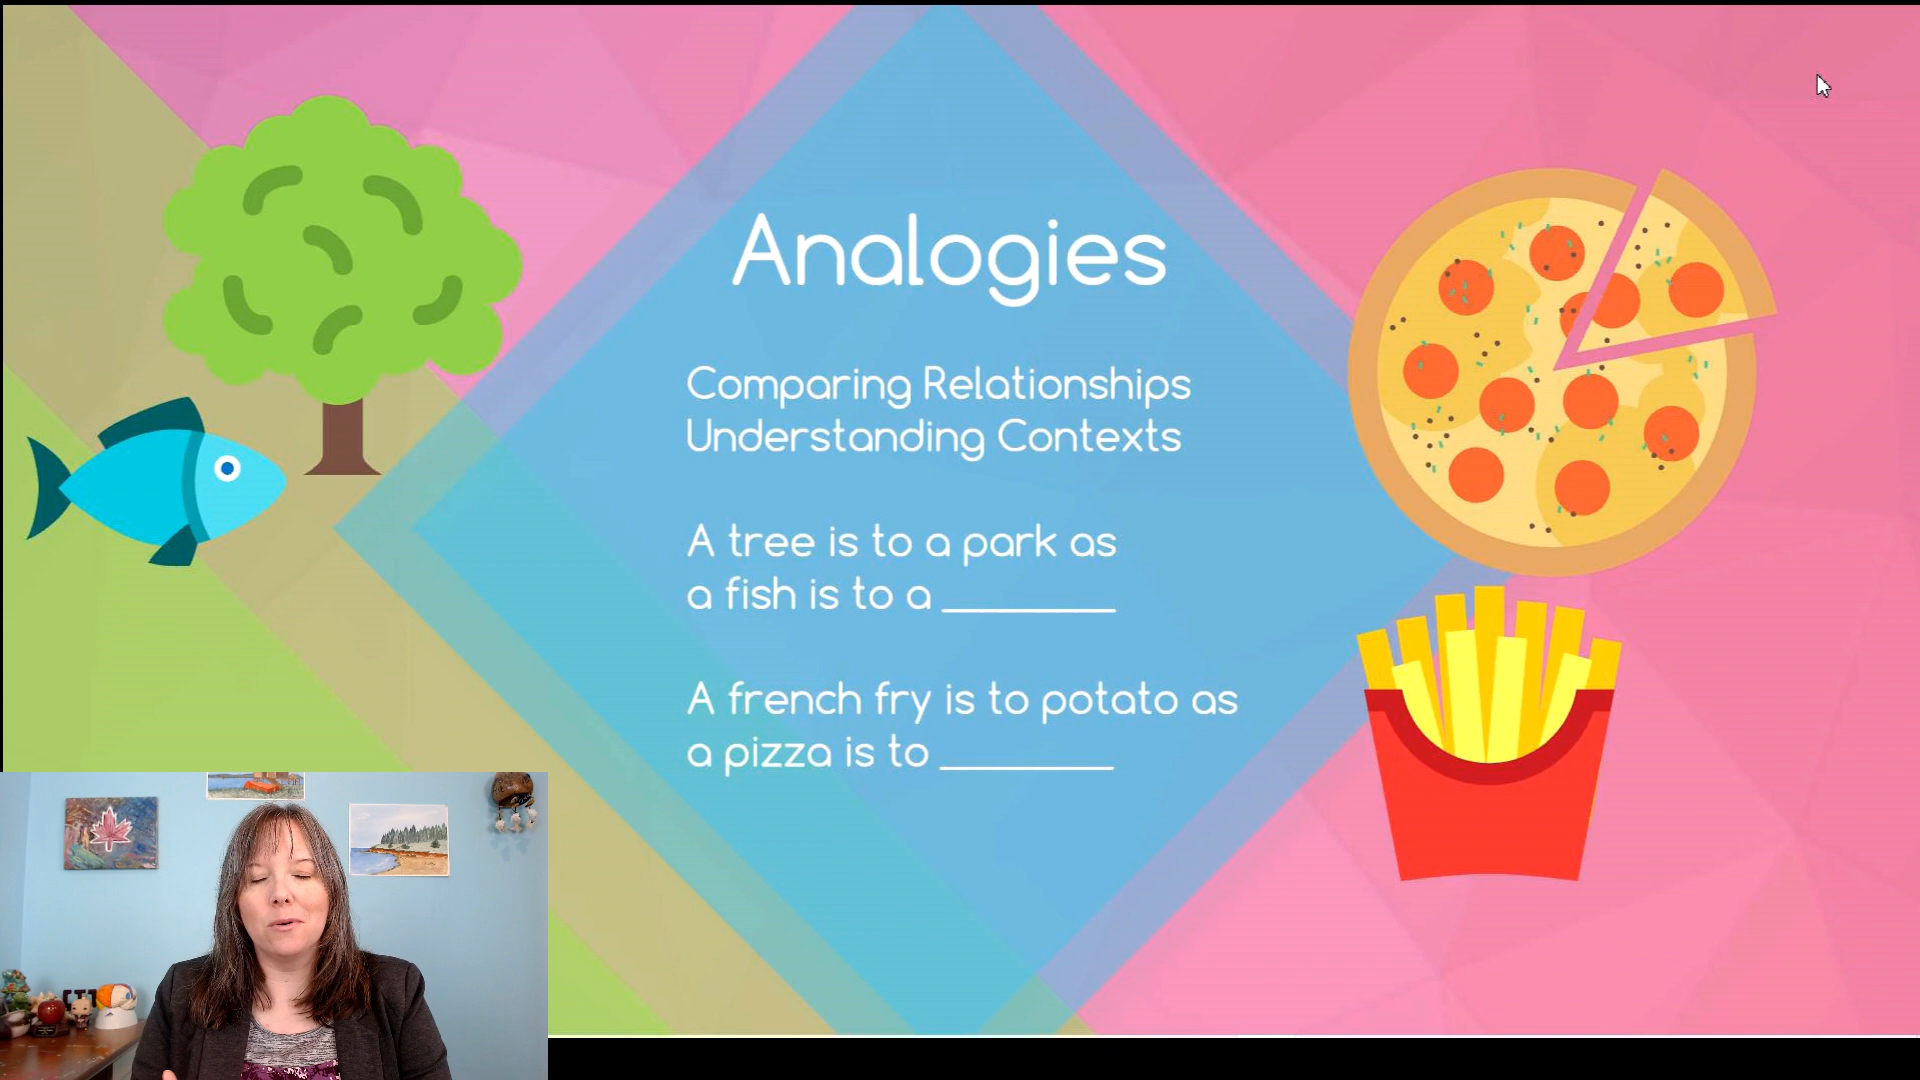 Analogies
Comparing Relationships
Understanding Contexts
A tree is to a park as
a fish is to a ________
A french fry is to potato as
a pizza is to ________